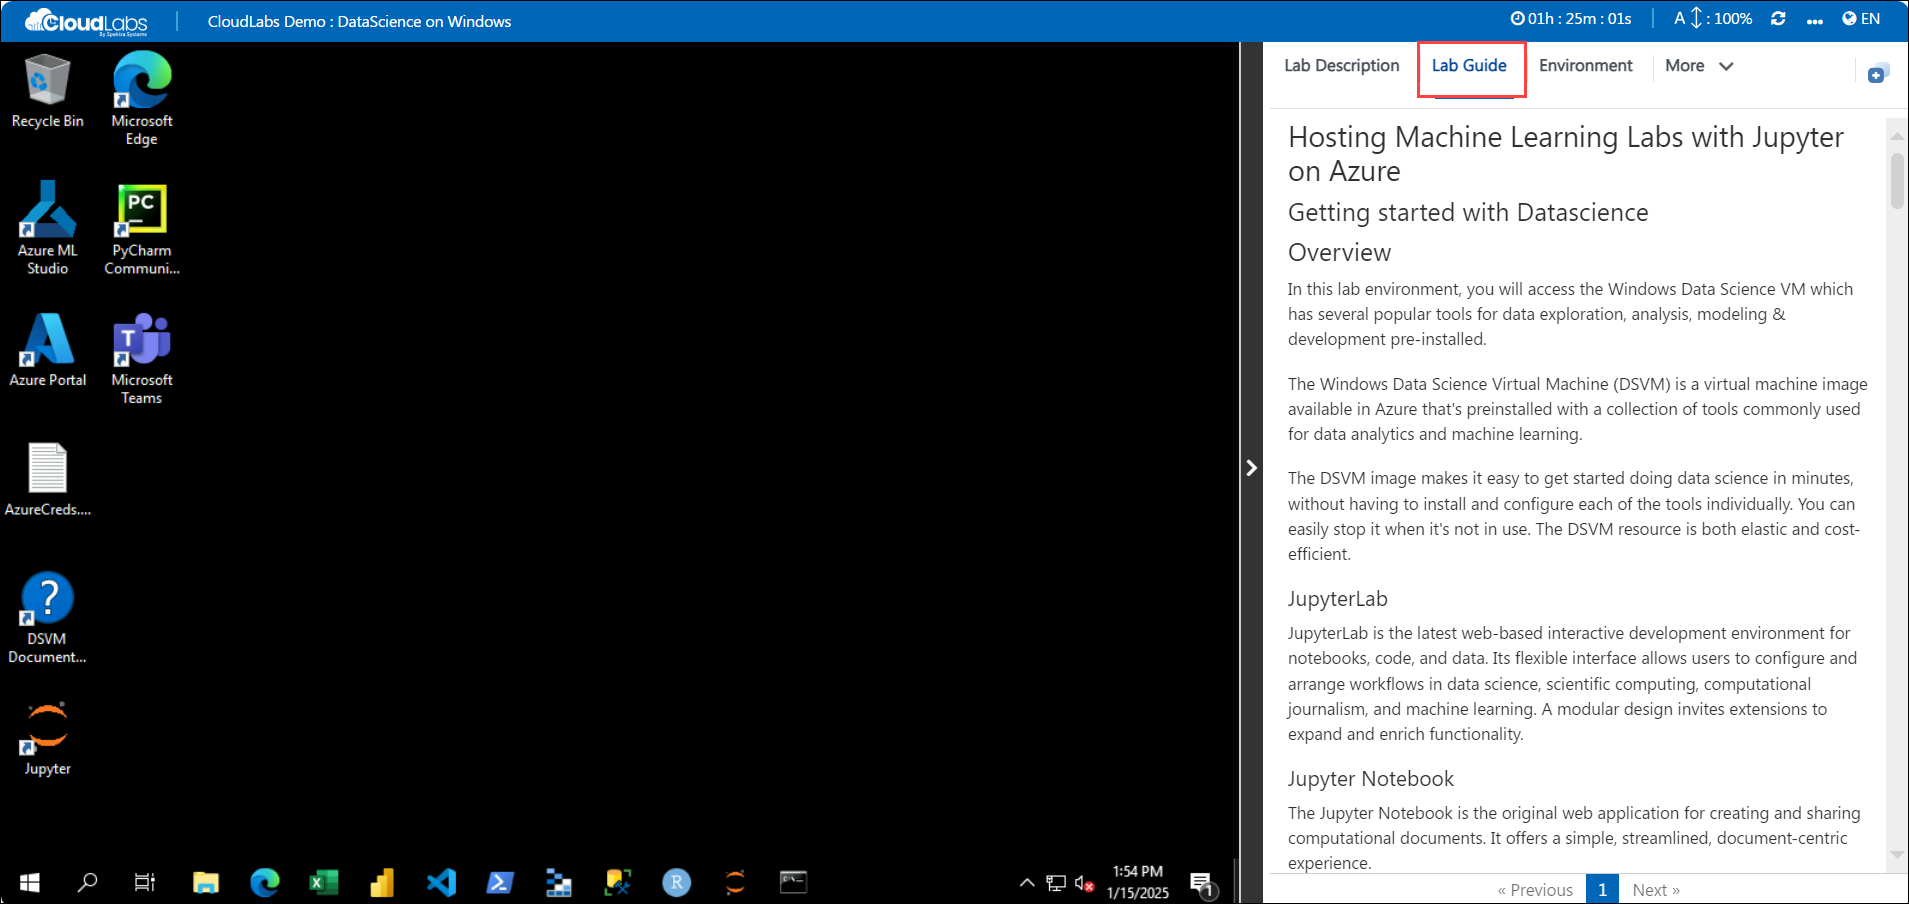 CloudLabs
By Spektra Systems
CloudLabs Demo : DataScience on Windows
01h : 25m : 01s
A : 100%
EN
Recycle Bin
Microsoft
Edge
Azure ML
Studio
PC
PyCharm
Communi...
Azure Portal
T
Microsoft
Teams
AzureCreds....
?
DSVM
Document...
Jupyter
R
1:54 PM
1/15/2025
1
Lab Description
Lab Guide
Environment
More
Hosting Machine Learning Labs with Jupyter
on Azure
Getting started with Datascience
Overview
In this lab environment, you will access the Windows Data Science VM which
has several popular tools for data exploration, analysis, modeling &
development pre-installed.
The Windows Data Science Virtual Machine (DSVM) is a virtual machine image
available in Azure that's preinstalled with a collection of tools commonly used
for data analytics and machine learning.
The DSVM image makes it easy to get started doing data science in minutes,
without having to install and configure each of the tools individually. You can
easily stop it when it's not in use. The DSVM resource is both elastic and cost-
efficient.
JupyterLab
JupyterLab is the latest web-based interactive development environment for
notebooks, code, and data. Its flexible interface allows users to configure and
arrange workflows in data science, scientific computing, computational
journalism, and machine learning. A modular design invites extensions to
expand and enrich functionality.
Jupyter Notebook
The Jupyter Notebook is the original web application for creating and sharing
computational documents. It offers a simple, streamlined, document-centric
experience.
« Previous
1
Next »